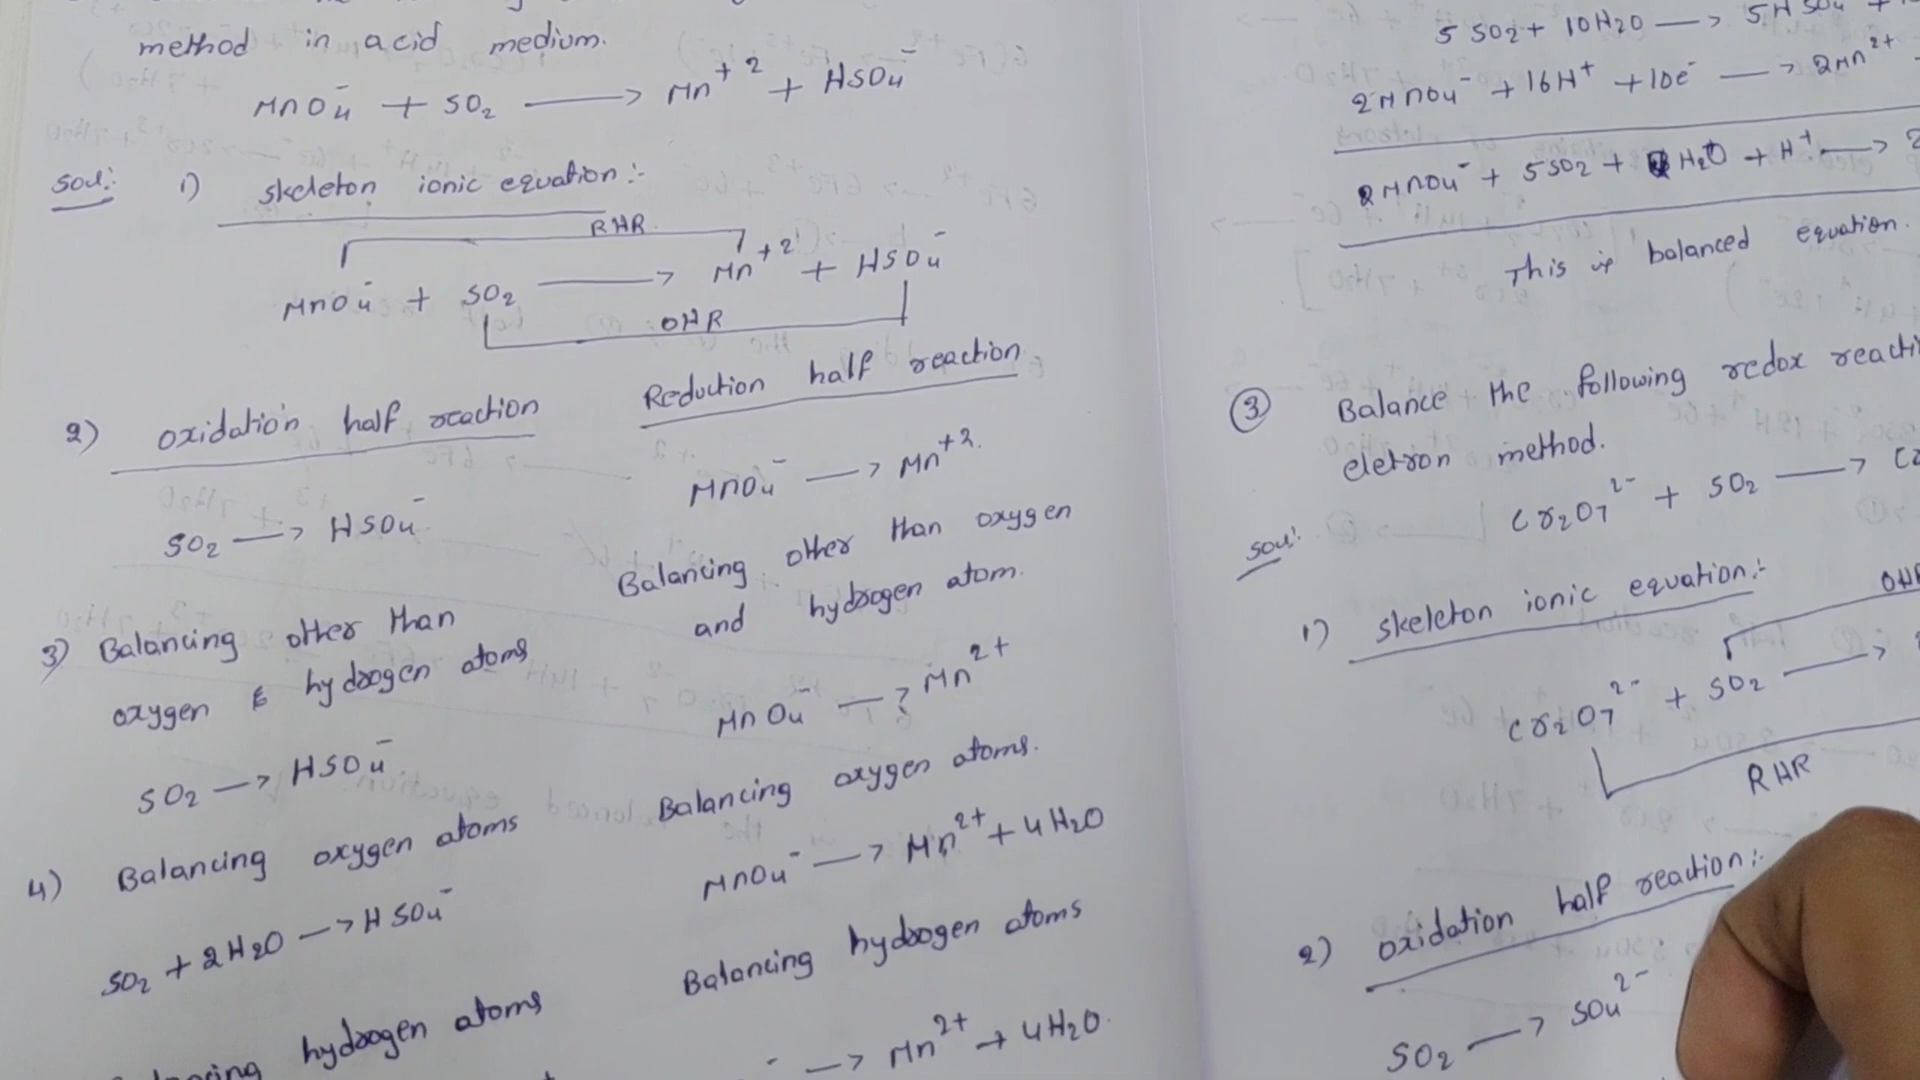 method in acid medium.
MnO₄⁻ + SO₂ ⟶ Mn⁺² + HSO₄⁻
Sol:
1) skeleton ionic equation:-
RHR
MnO₄⁻ + SO₂ ⟶ Mn⁺² + HSO₄⁻
OHR
2) oxidation half reaction
SO₂ ⟶ HSO₄⁻
3) Balancing other than
oxygen & hydrogen atoms
SO₂ ⟶ HSO₄⁻
4) Balancing oxygen atoms
SO₂ + 2H₂O ⟶ HSO₄⁻
hydrogen atoms
Reduction half reaction
MnO₄⁻ ⟶ Mn⁺²
Balancing other than oxygen
and hydrogen atom.
MnO₄⁻ ⟶ Mn²⁺
Balancing oxygen atoms.
MnO₄⁻ ⟶ Mn²⁺ + 4H₂O
Balancing hydrogen atoms
⟶ Mn²⁺ + 4H₂O
5SO₂ + 10H₂O ⟶ 5HSO₄
2MnO₄⁻ + 16H⁺ + 10e⁻ ⟶ 2Mn²⁺
2MnO₄⁻ + 5SO₂ + H₂O + H⁺ ⟶ 2
This is balanced equation.
③ Balance the following redox
eletron method.
Cr₂O₇²⁻ + SO₂ ⟶
Sol:
1) skeleton ionic equation:-
Cr₂O₇²⁻ + SO₂ ⟶
RHR
2) oxidation half reaction:-
SO₂ ⟶ SO₄²⁻